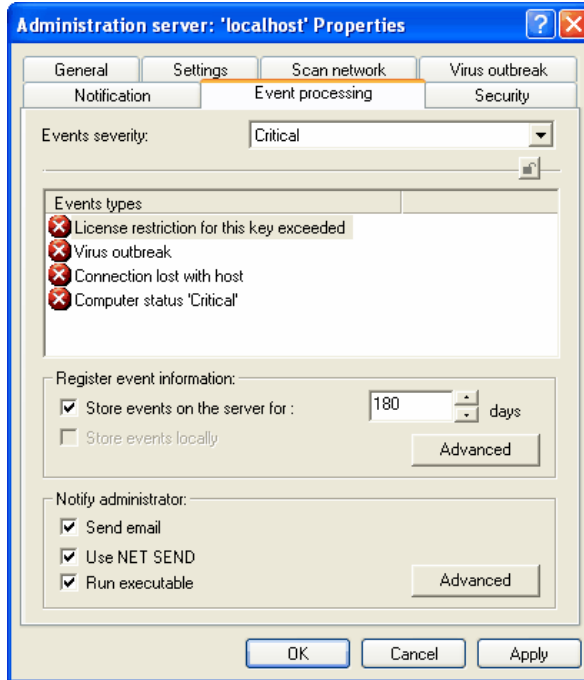 Administration server: 'localhost' Properties
General Settings Scan network Virus outbreak
Notification Event processing Security
Events severity: Critical
Events types
License restriction for this key exceeded
Virus outbreak
Connection lost with host
Computer status 'Critical'
Register event information:
Store events on the server for : 180 days
Store events locally
Advanced
Notify administrator:
Send email
Use NET SEND
Run executable Advanced
OK Cancel Apply